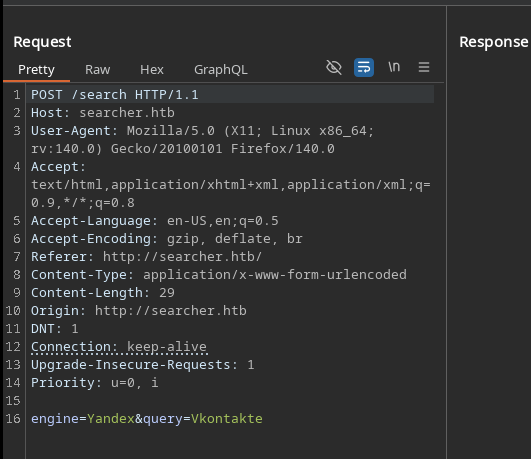 Request
Response
Pretty Raw Hex GraphQL \n
1 POST /search HTTP/1.1
2 Host: searcher.htb
3 User-Agent: Mozilla/5.0 (X11; Linux x86_64;
rv:140.0) Gecko/20100101 Firefox/140.0
4 Accept:
text/html,application/xhtml+xml,application/xml;q=
0.9,*/*;q=0.8
5 Accept-Language: en-US,en;q=0.5
6 Accept-Encoding: gzip, deflate, br
7 Referer: http://searcher.htb/
8 Content-Type: application/x-www-form-urlencoded
9 Content-Length: 29
10 Origin: http://searcher.htb
11 DNT: 1
12 Connection: keep-alive
13 Upgrade-Insecure-Requests: 1
14 Priority: u=0, i
15
16 engine=Yandex&query=Vkontakte